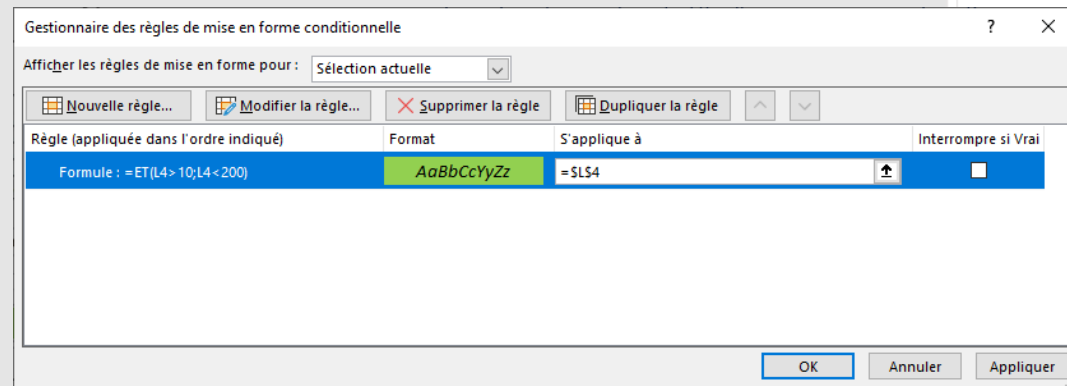 Gestionnaire des règles de mise en forme conditionnelle ? ×
Afficher les règles de mise en forme pour : Sélection actuelle
Nouvelle règle... Modifier la règle... Supprimer la règle Dupliquer la règle
Règle (appliquée dans l'ordre indiqué) Format S'applique à Interrompre si Vrai
Formule : =ET(L4>10;L4<200) AaBbCcYyZz =$L$4
OK Annuler Appliquer